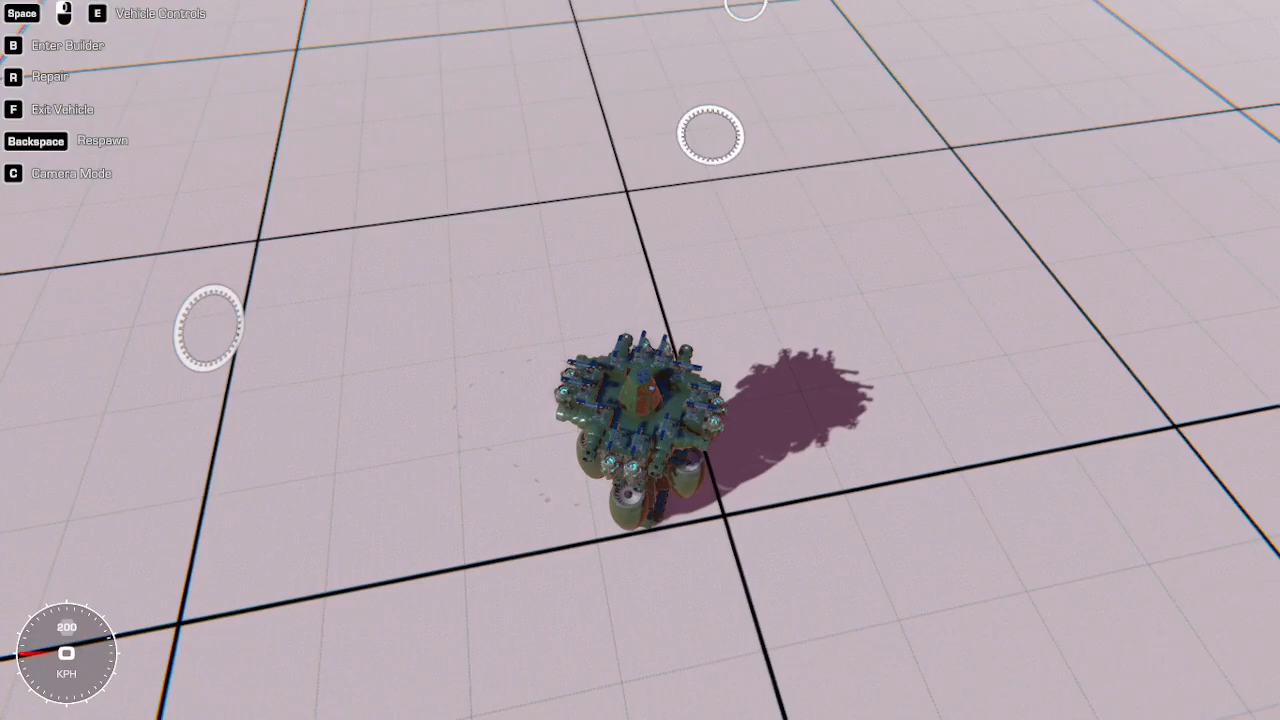 Space E Vehicle Controls
B Enter Builder
R Repair
F Exit Vehicle
Backspace Respawn
C Camera Mode
200
0
KPH